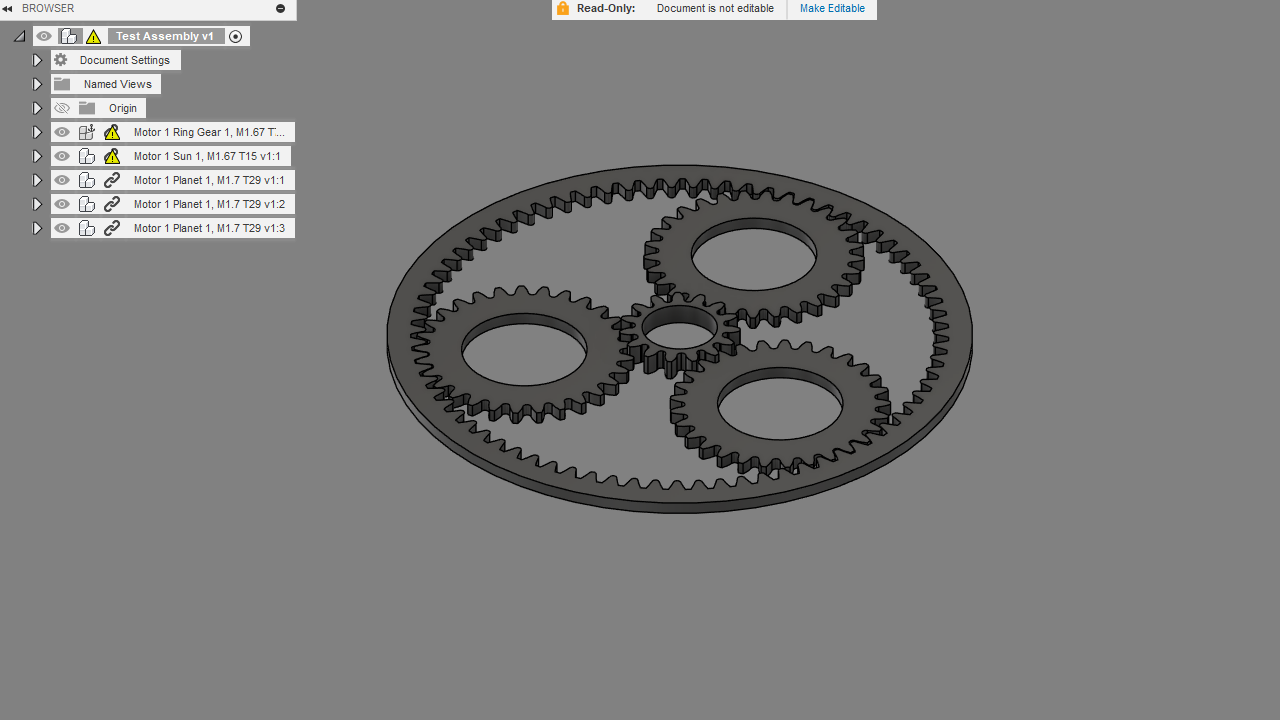 BROWSER
Read-Only: Document is not editable Make Editable
Test Assembly v1
Document Settings
Named Views
Origin
Motor 1 Ring Gear 1, M1.67 T...
Motor 1 Sun 1, M1.67 T15 v1:1
Motor 1 Planet 1, M1.7 T29 v1:1
Motor 1 Planet 1, M1.7 T29 v1:2
Motor 1 Planet 1, M1.7 T29 v1:3